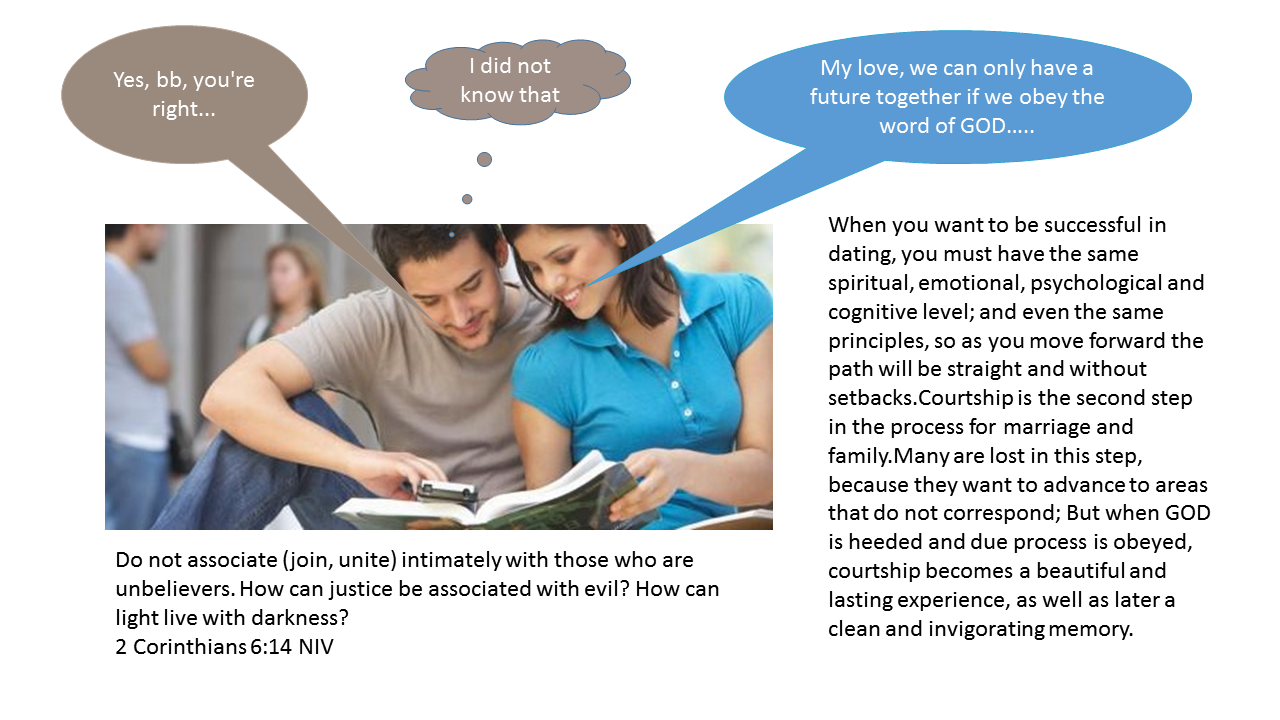 Yes, bb, you're
right...
I did not
know that
My love, we can only have a
future together if we obey the
word of GOD…..
When you want to be successful in
dating, you must have the same
spiritual, emotional, psychological and
cognitive level; and even the same
principles, so as you move forward the
path will be straight and without
setbacks.Courtship is the second step
in the process for marriage and
family.Many are lost in this step,
because they want to advance to areas
that do not correspond; But when GOD
is heeded and due process is obeyed,
courtship becomes a beautiful and
lasting experience, as well as later a
clean and invigorating memory.
Do not associate (join, unite) intimately with those who are
unbelievers. How can justice be associated with evil? How can
light live with darkness?
2 Corinthians 6:14 NIV